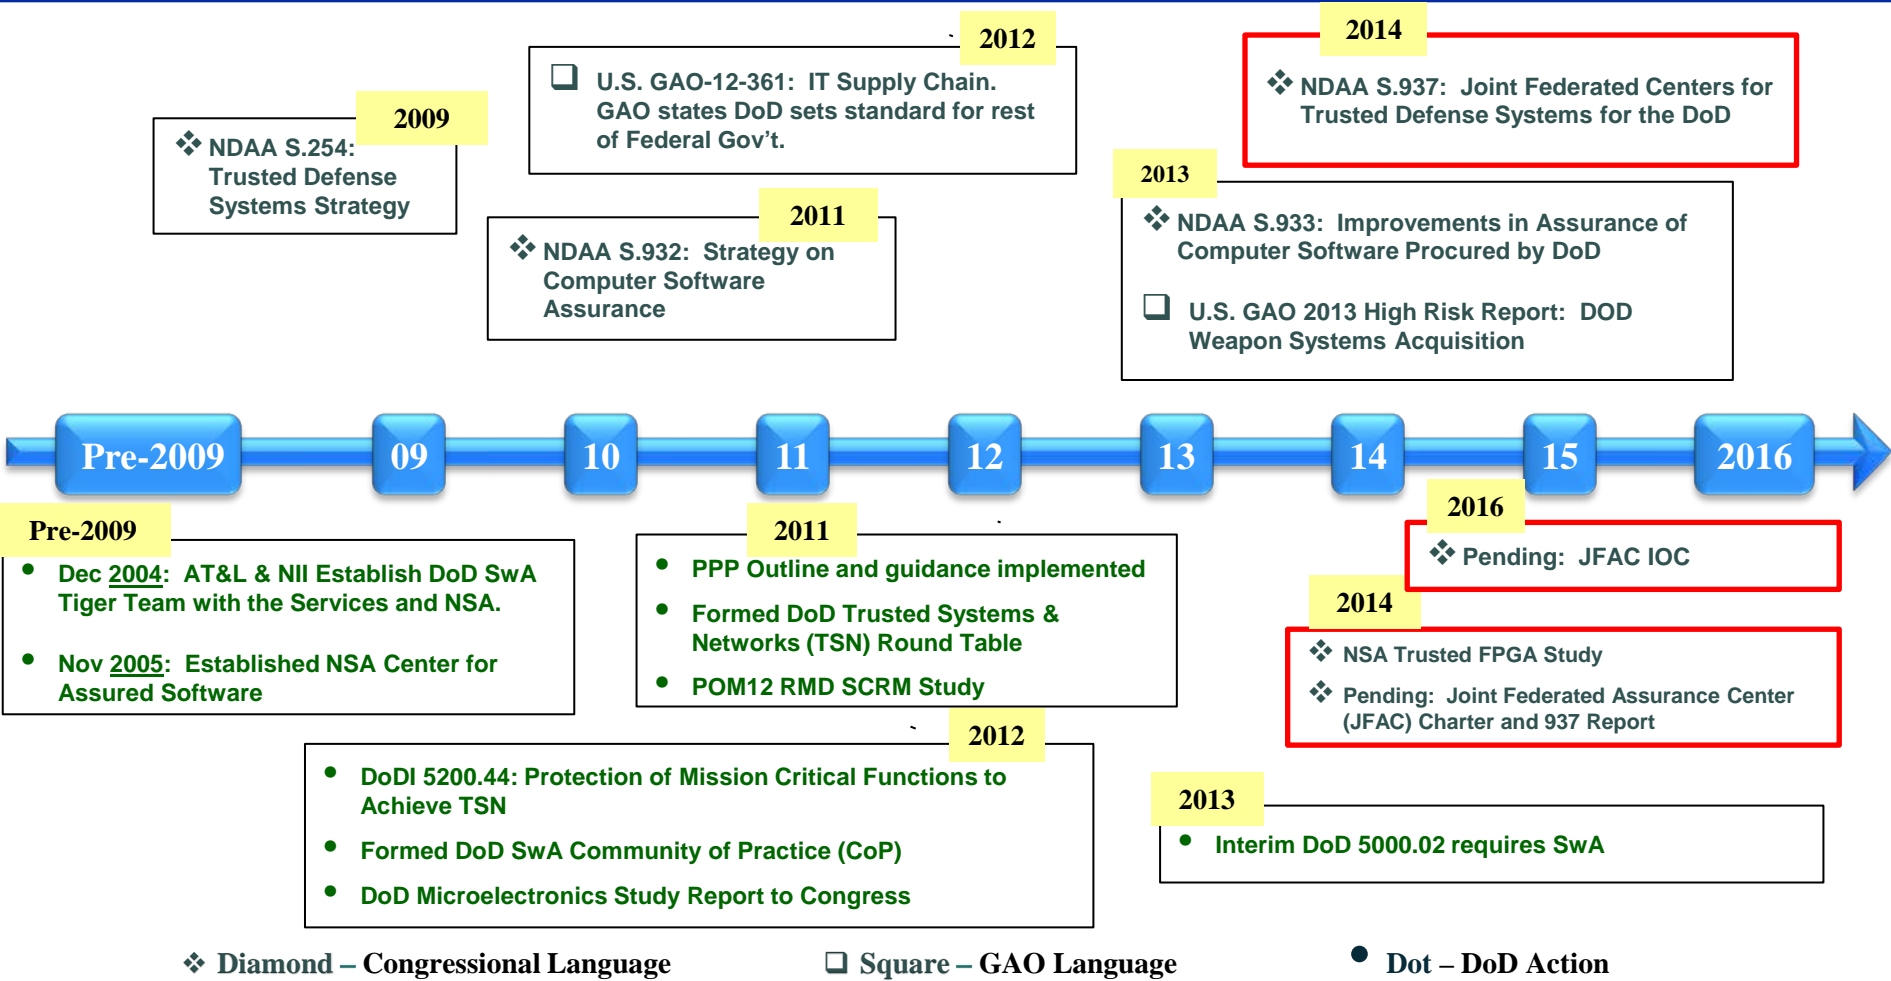 2009
❖ NDAA S.254:
Trusted Defense
Systems Strategy
2012
❑ U.S. GAO-12-361: IT Supply Chain.
GAO states DoD sets standard for rest
of Federal Gov’t.
2011
❖ NDAA S.932: Strategy on
Computer Software
Assurance
2014
❖ NDAA S.937: Joint Federated Centers for
Trusted Defense Systems for the DoD
2013
❖ NDAA S.933: Improvements in Assurance of
Computer Software Procured by DoD
❑ U.S. GAO 2013 High Risk Report: DOD
Weapon Systems Acquisition
Pre-2009 09 10 11 12 13 14 15 2016
Pre-2009
• Dec 2004: AT&L & NII Establish DoD SwA
Tiger Team with the Services and NSA.
• Nov 2005: Established NSA Center for
Assured Software
2011
• PPP Outline and guidance implemented
• Formed DoD Trusted Systems &
Networks (TSN) Round Table
• POM12 RMD SCRM Study
2016
❖ Pending: JFAC IOC
2014
❖ NSA Trusted FPGA Study
❖ Pending: Joint Federated Assurance Center
(JFAC) Charter and 937 Report
2012
• DoDI 5200.44: Protection of Mission Critical Functions to
Achieve TSN
• Formed DoD SwA Community of Practice (CoP)
• DoD Microelectronics Study Report to Congress
2013
• Interim DoD 5000.02 requires SwA
❖ Diamond – Congressional Language ❑ Square – GAO Language • Dot – DoD Action